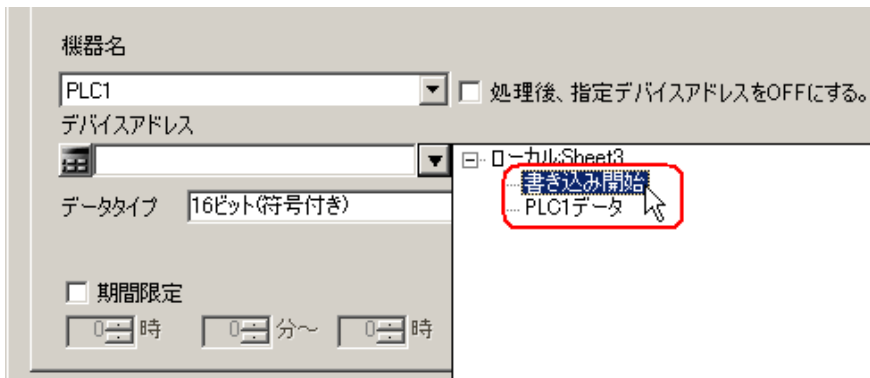 機器名
PLC1
処理後、指定デバイスアドレスをOFFにする。
デバイスアドレス
ローカル:Sheet3
書き込み開始
PLC1データ
データタイプ 16ビット(符号付き)
期間限定
0時 0分～ 0時